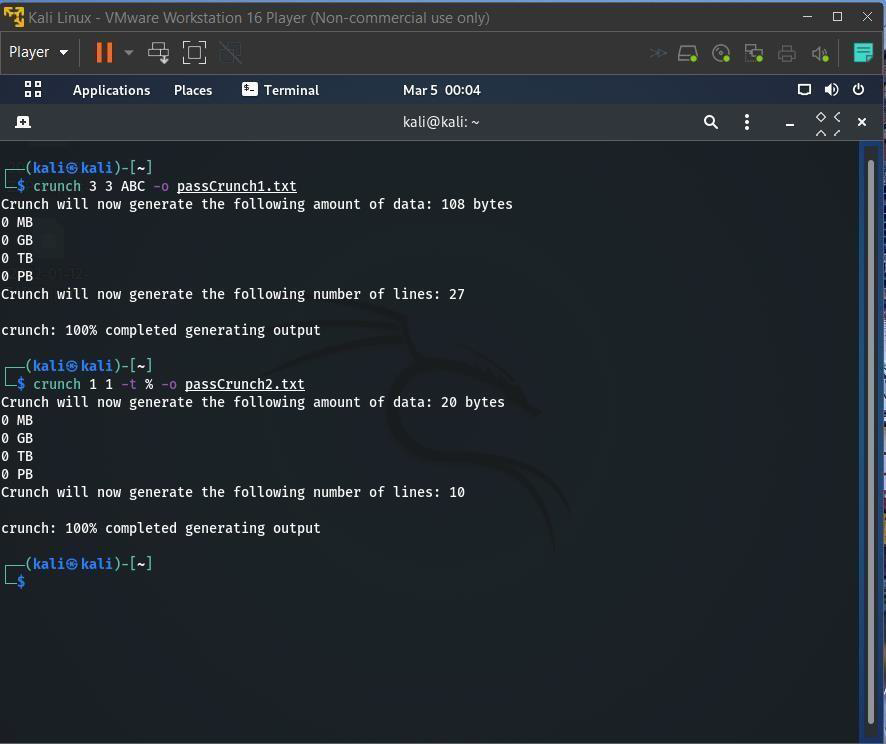 Kali Linux - VMware Workstation 16 Player (Non-commercial use only)
Player
Applications Places Terminal Mar 5 00:04
kali@kali: ~
(kali㉿kali)-[~]
$ crunch 3 3 ABC -o passCrunch1.txt
Crunch will now generate the following amount of data: 108 bytes
0 MB
0 GB
0 TB
0 PB
Crunch will now generate the following number of lines: 27
crunch: 100% completed generating output
(kali㉿kali)-[~]
$ crunch 1 1 -t % -o passCrunch2.txt
Crunch will now generate the following amount of data: 20 bytes
0 MB
0 GB
0 TB
0 PB
Crunch will now generate the following number of lines: 10
crunch: 100% completed generating output
(kali㉿kali)-[~]
$